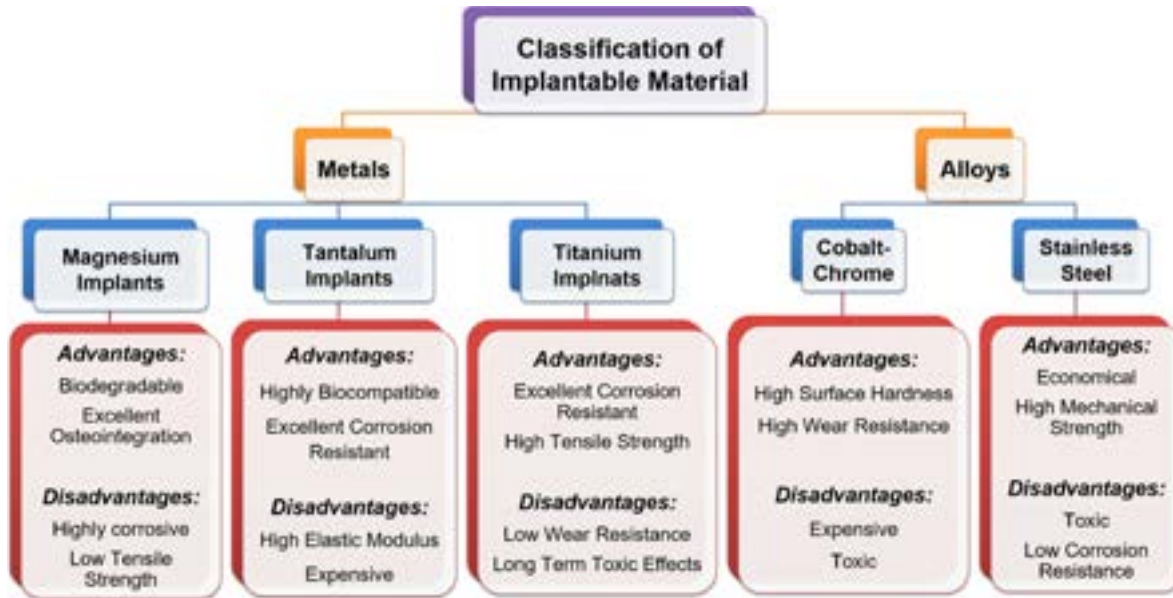 Classification of
Implantable Material
Metals
Alloys
Magnesium
Implants
Tantalum
Implants
Titanium
Implnats
Cobalt-
Chrome
Stainless
Steel
Advantages:
Biodegradable
Excellent
Osteointegration
Disadvantages:
Highly corrosive
Low Tensile
Strength
Advantages:
Highly Biocompatible
Excellent Corrosion
Resistant
Disadvantages:
High Elastic Modulus
Expensive
Advantages:
Excellent Corrosion
Resistant
High Tensile Strength
Disadvantages:
Low Wear Resistance
Long Term Toxic Effects
Advantages:
High Surface Hardness
High Wear Resistance
Disadvantages:
Expensive
Toxic
Advantages:
Economical
High Mechanical
Strength
Disadvantages:
Toxic
Low Corrosion
Resistance